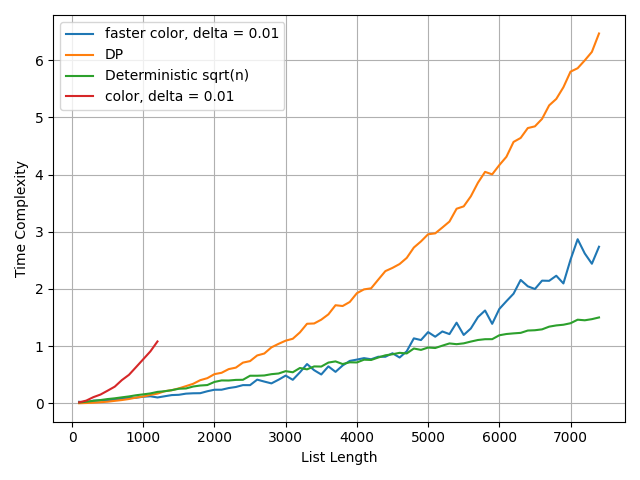 faster color, delta = 0.01
DP
Deterministic sqrt(n)
color, delta = 0.01
Time Complexity
6
5
4
3
2
1
0
0 1000 2000 3000 4000 5000 6000 7000
List Length